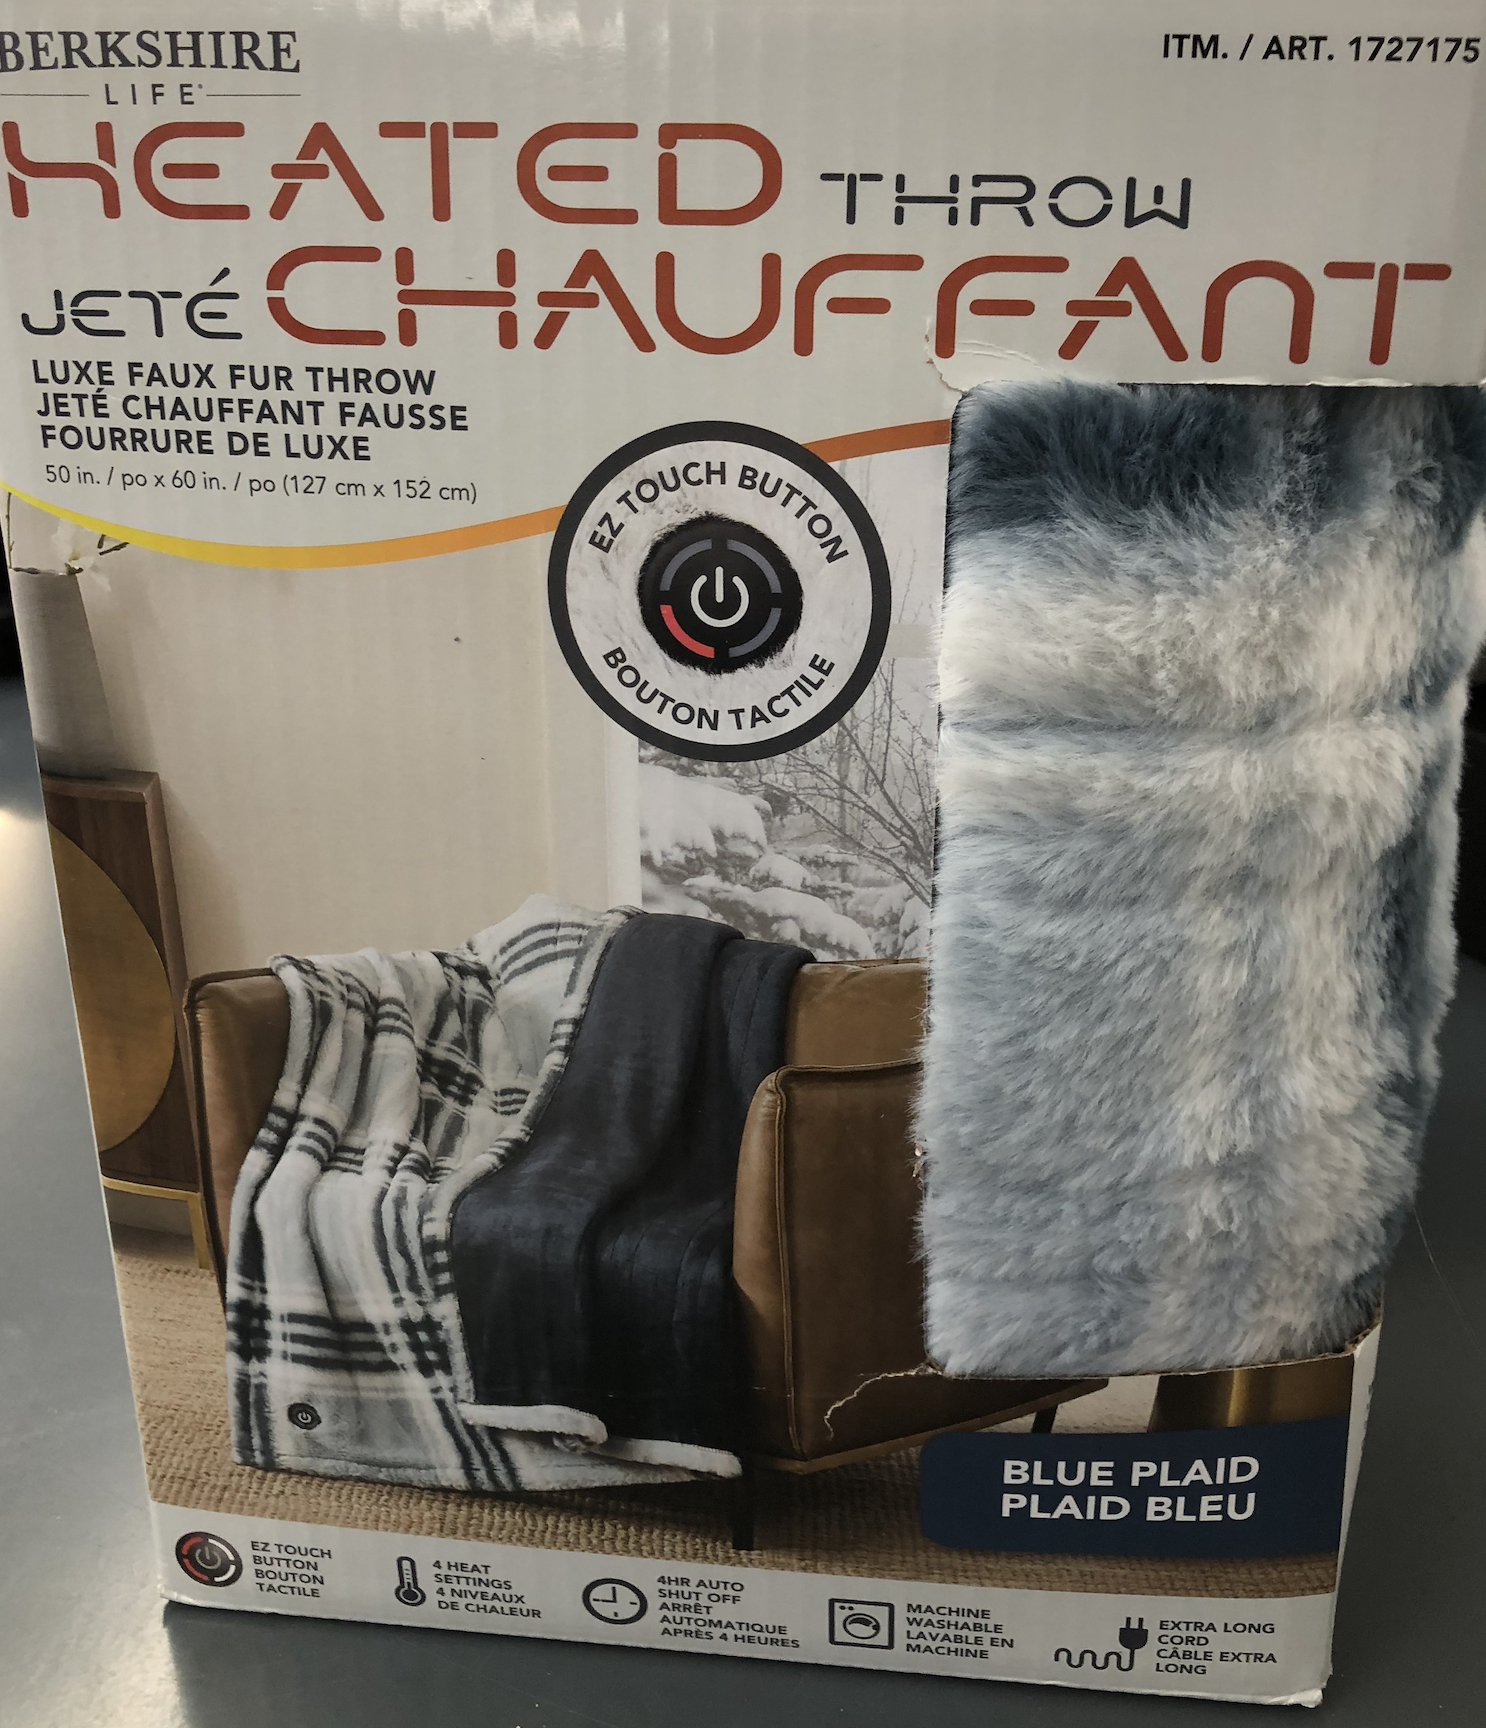 BERKSHIRE
LIFE
ITM. / ART. 1727175
HEATED THROW
JETÉ CHAUFFANT
LUXE FAUX FUR THROW
JETÉ CHAUFFANT FAUSSE
FOURRURE DE LUXE
50 in. / po x 60 in. / po (127 cm x 152 cm)
EZ TOUCH BUTTON
BOUTON TACTILE
BLUE PLAID
PLAID BLEU
EZ TOUCH
BUTTON
BOUTON
TACTILE
4 HEAT
SETTINGS
4 NIVEAUX
DE CHALEUR
4HR AUTO
SHUT OFF
ARRÊT
AUTOMATIQUE
APRÈS 4 HEURES
MACHINE
WASHABLE
LAVABLE EN
MACHINE
EXTRA LONG
CORD
CÂBLE EXTRA
LONG